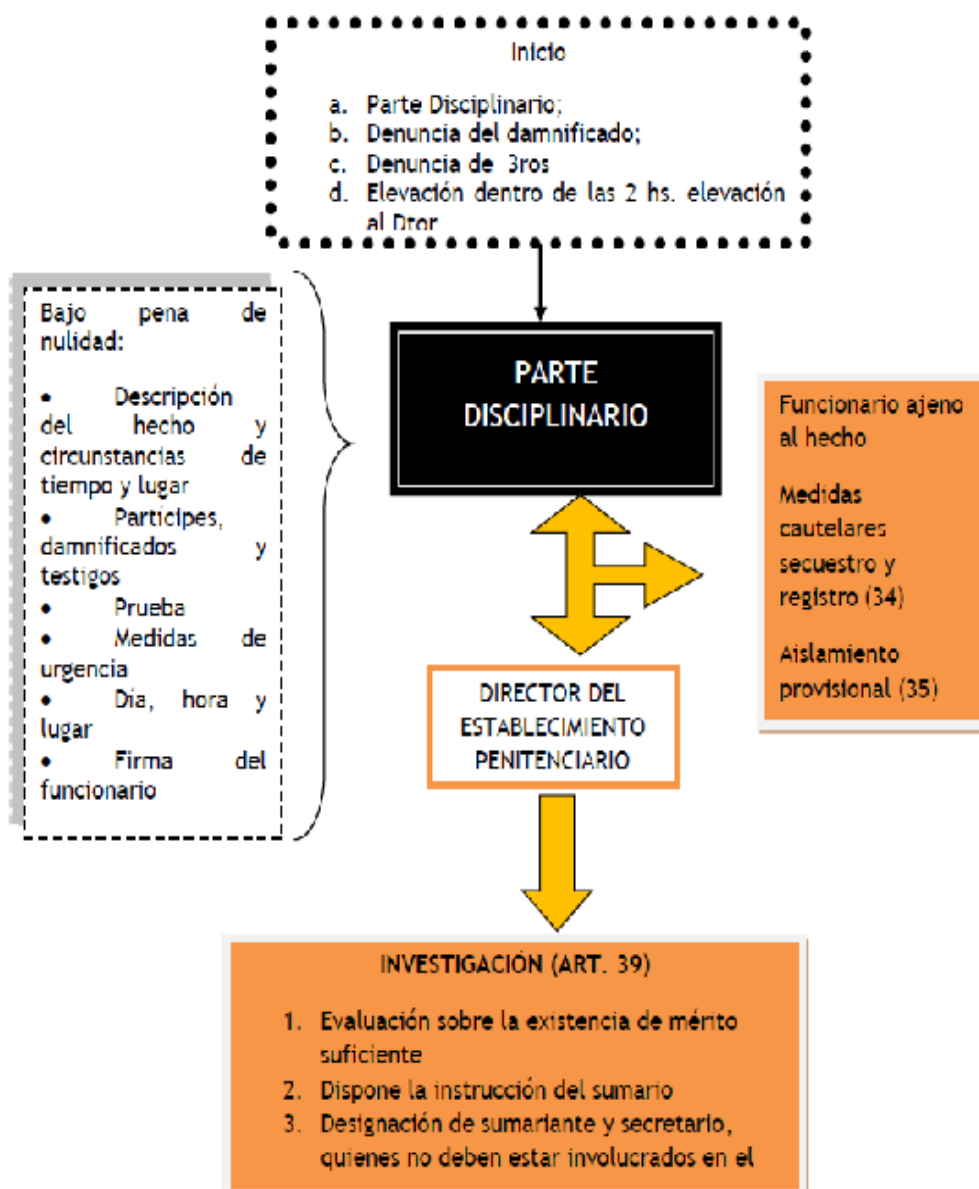 Inicio
a. Parte Disciplinario;
b. Denuncia del damnificado;
c. Denuncia de 3ros
d. Elevación dentro de las 2 hs. elevación
al Dtor
Bajo pena de
nulidad:
• Descripción
del hecho y
circunstancias de
tiempo y lugar
• Partícipes,
damnificados y
testigos
• Prueba
• Medidas de
urgencia
• Día, hora y
lugar
• Firma del
funcionario
PARTE
DISCIPLINARIO
Funcionario ajeno
al hecho
Medidas
cautelares
secuestro y
registro (34)
Aislamiento
provisional (35)
DIRECTOR DEL
ESTABLECIMIENTO
PENITENCIARIO
INVESTIGACIÓN (ART. 39)
1. Evaluación sobre la existencia de mérito
suficiente
2. Dispone la instrucción del sumario
3. Designación de sumariante y secretario,
quienes no deben estar involucrados en el